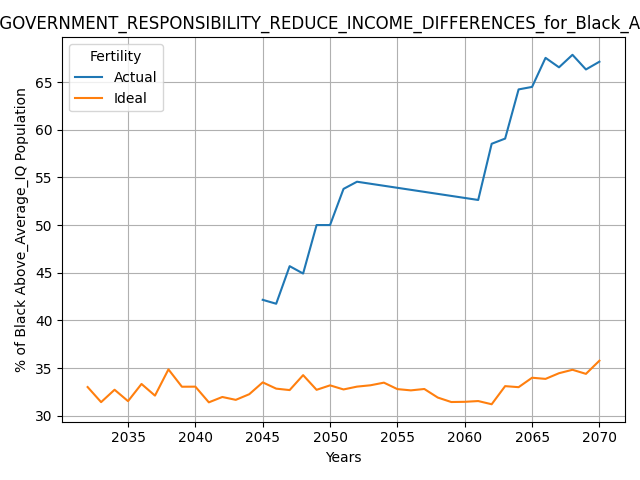 GOVERNMENT_RESPONSIBILITY_REDUCE_INCOME_DIFFERENCES_for_Black_A
Fertility
Actual
Ideal
% of Black Above_Average_IQ Population
65
60
55
50
45
40
35
30
2035 2040 2045 2050 2055 2060 2065 2070
Years